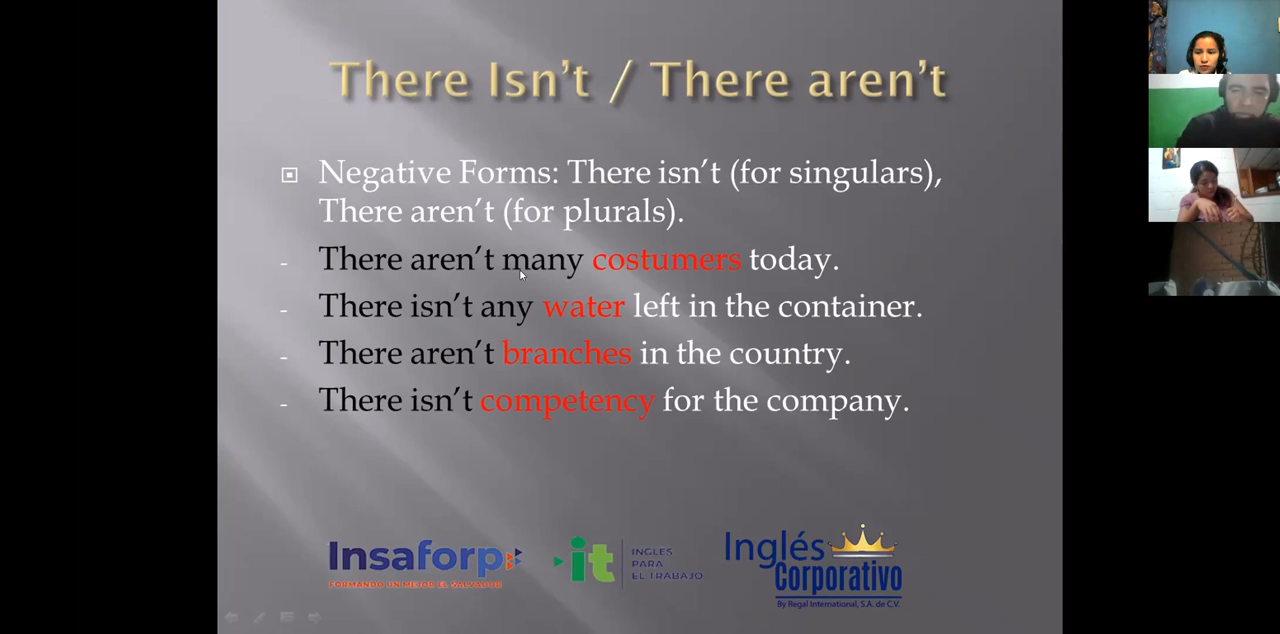 There Isn't / There aren't
Negative Forms: There isn't (for singulars),
There aren't (for plurals).
- There aren't many costumers today.
- There isn't any water left in the container.
- There aren't branches in the country.
- There isn't competency for the company.
Insaforp
FORMANDO UN MEJOR EL SALVADOR
it
INGLES
PARA
EL TRABAJO
Inglés
Corporativo
By Regal International, S.A. de C.V.